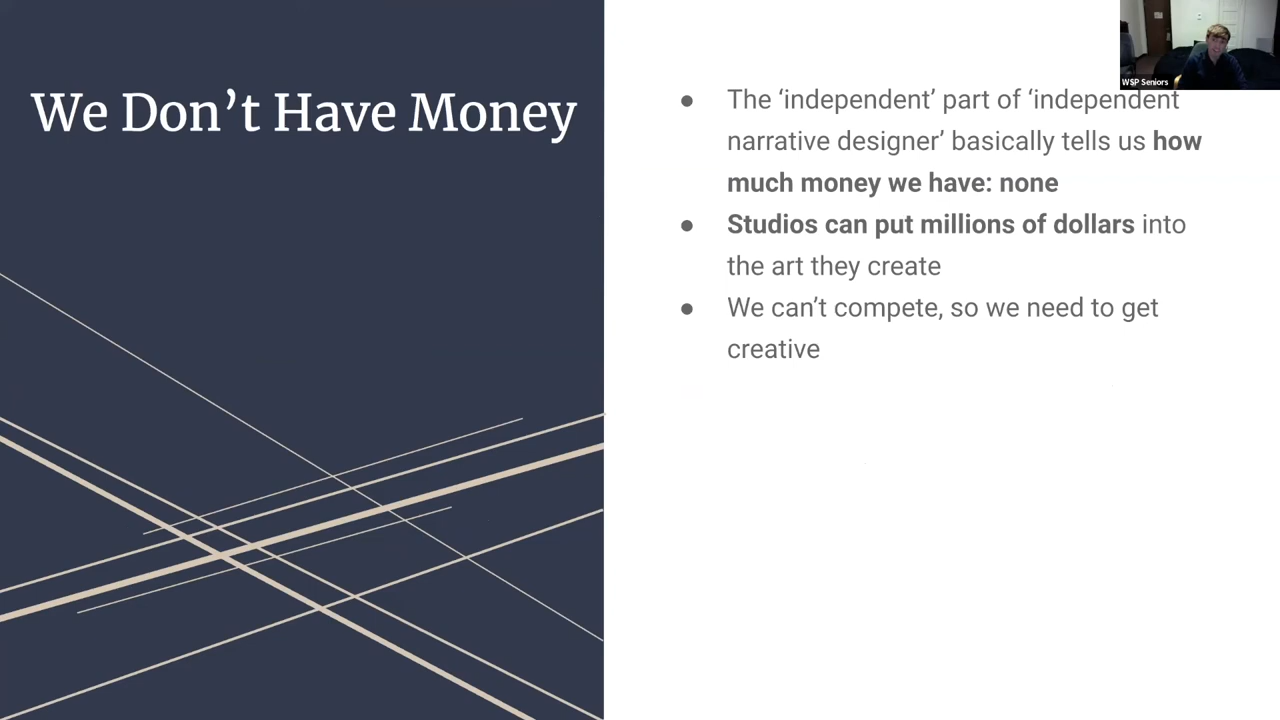 We Don’t Have Money
● The ‘independent’ part of ‘independent
narrative designer’ basically tells us how
much money we have: none
● Studios can put millions of dollars into
the art they create
● We can’t compete, so we need to get
creative
WSP Seniors